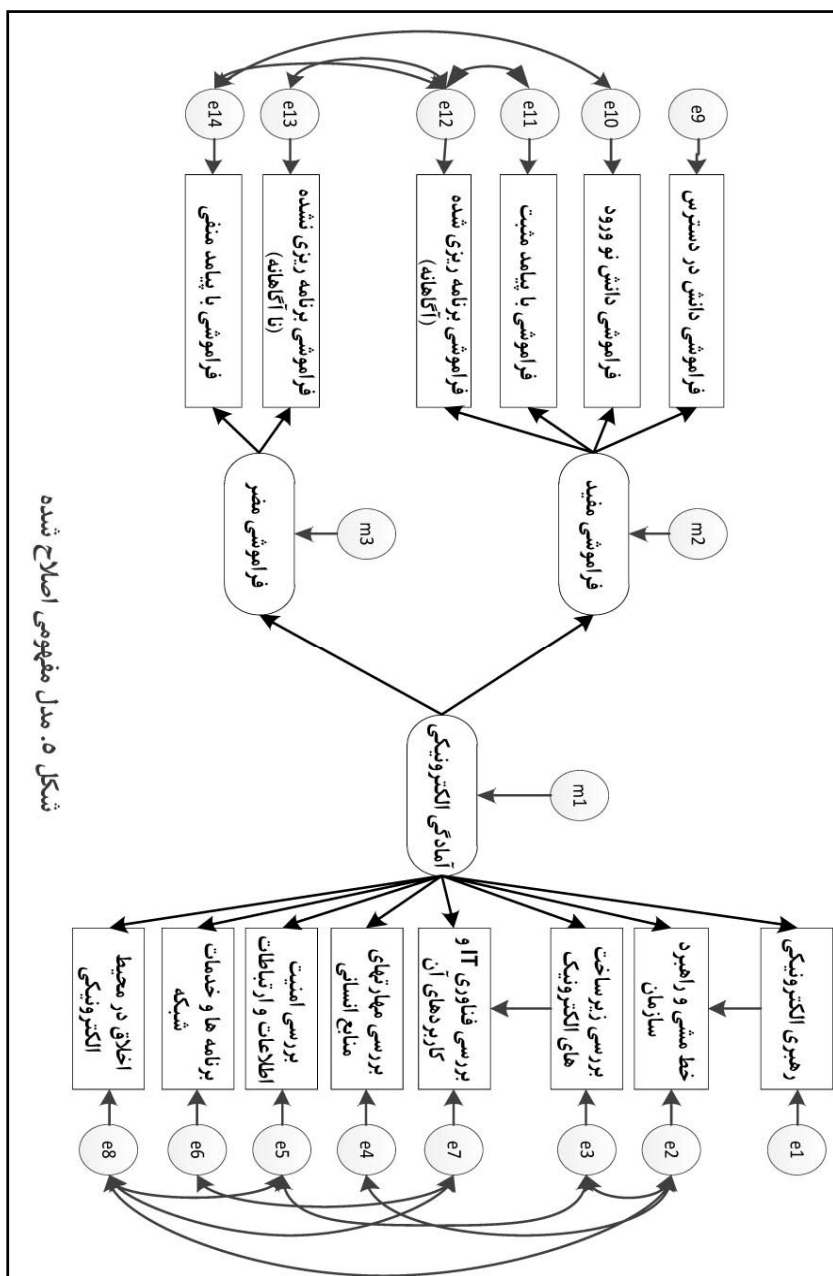 رهبری الکترونیکی
خط مشی و راهبرد
سازمان
بررسی زیرساخت
های الکترونیک
بررسی فناوری IT و
کاربردهای آن
بررسی مهارتهای
منابع انسانی
بررسی امنیت
اطلاعات و ارتباطات
برنامه ها و خدمات
شبکه
اخلاق در محیط
الکترونیکی
e1
e2
e3
e7
e4
e5
e6
e8
m1
آمادگی الکترونیکی
m2
فراموشی مفید
m3
فراموشی مضر
فراموشی دانش در دسترس
فراموشی دانش نو ورود
فراموشی با پیامد مثبت
فراموشی برنامه ریزی شده
(آگاهانه)
فراموشی برنامه ریزی نشده
(نا آگاهانه)
فراموشی با پیامد منفی
e9
e10
e11
e12
e13
e14
شکل ۵. مدل مفهومی اصلاح شده